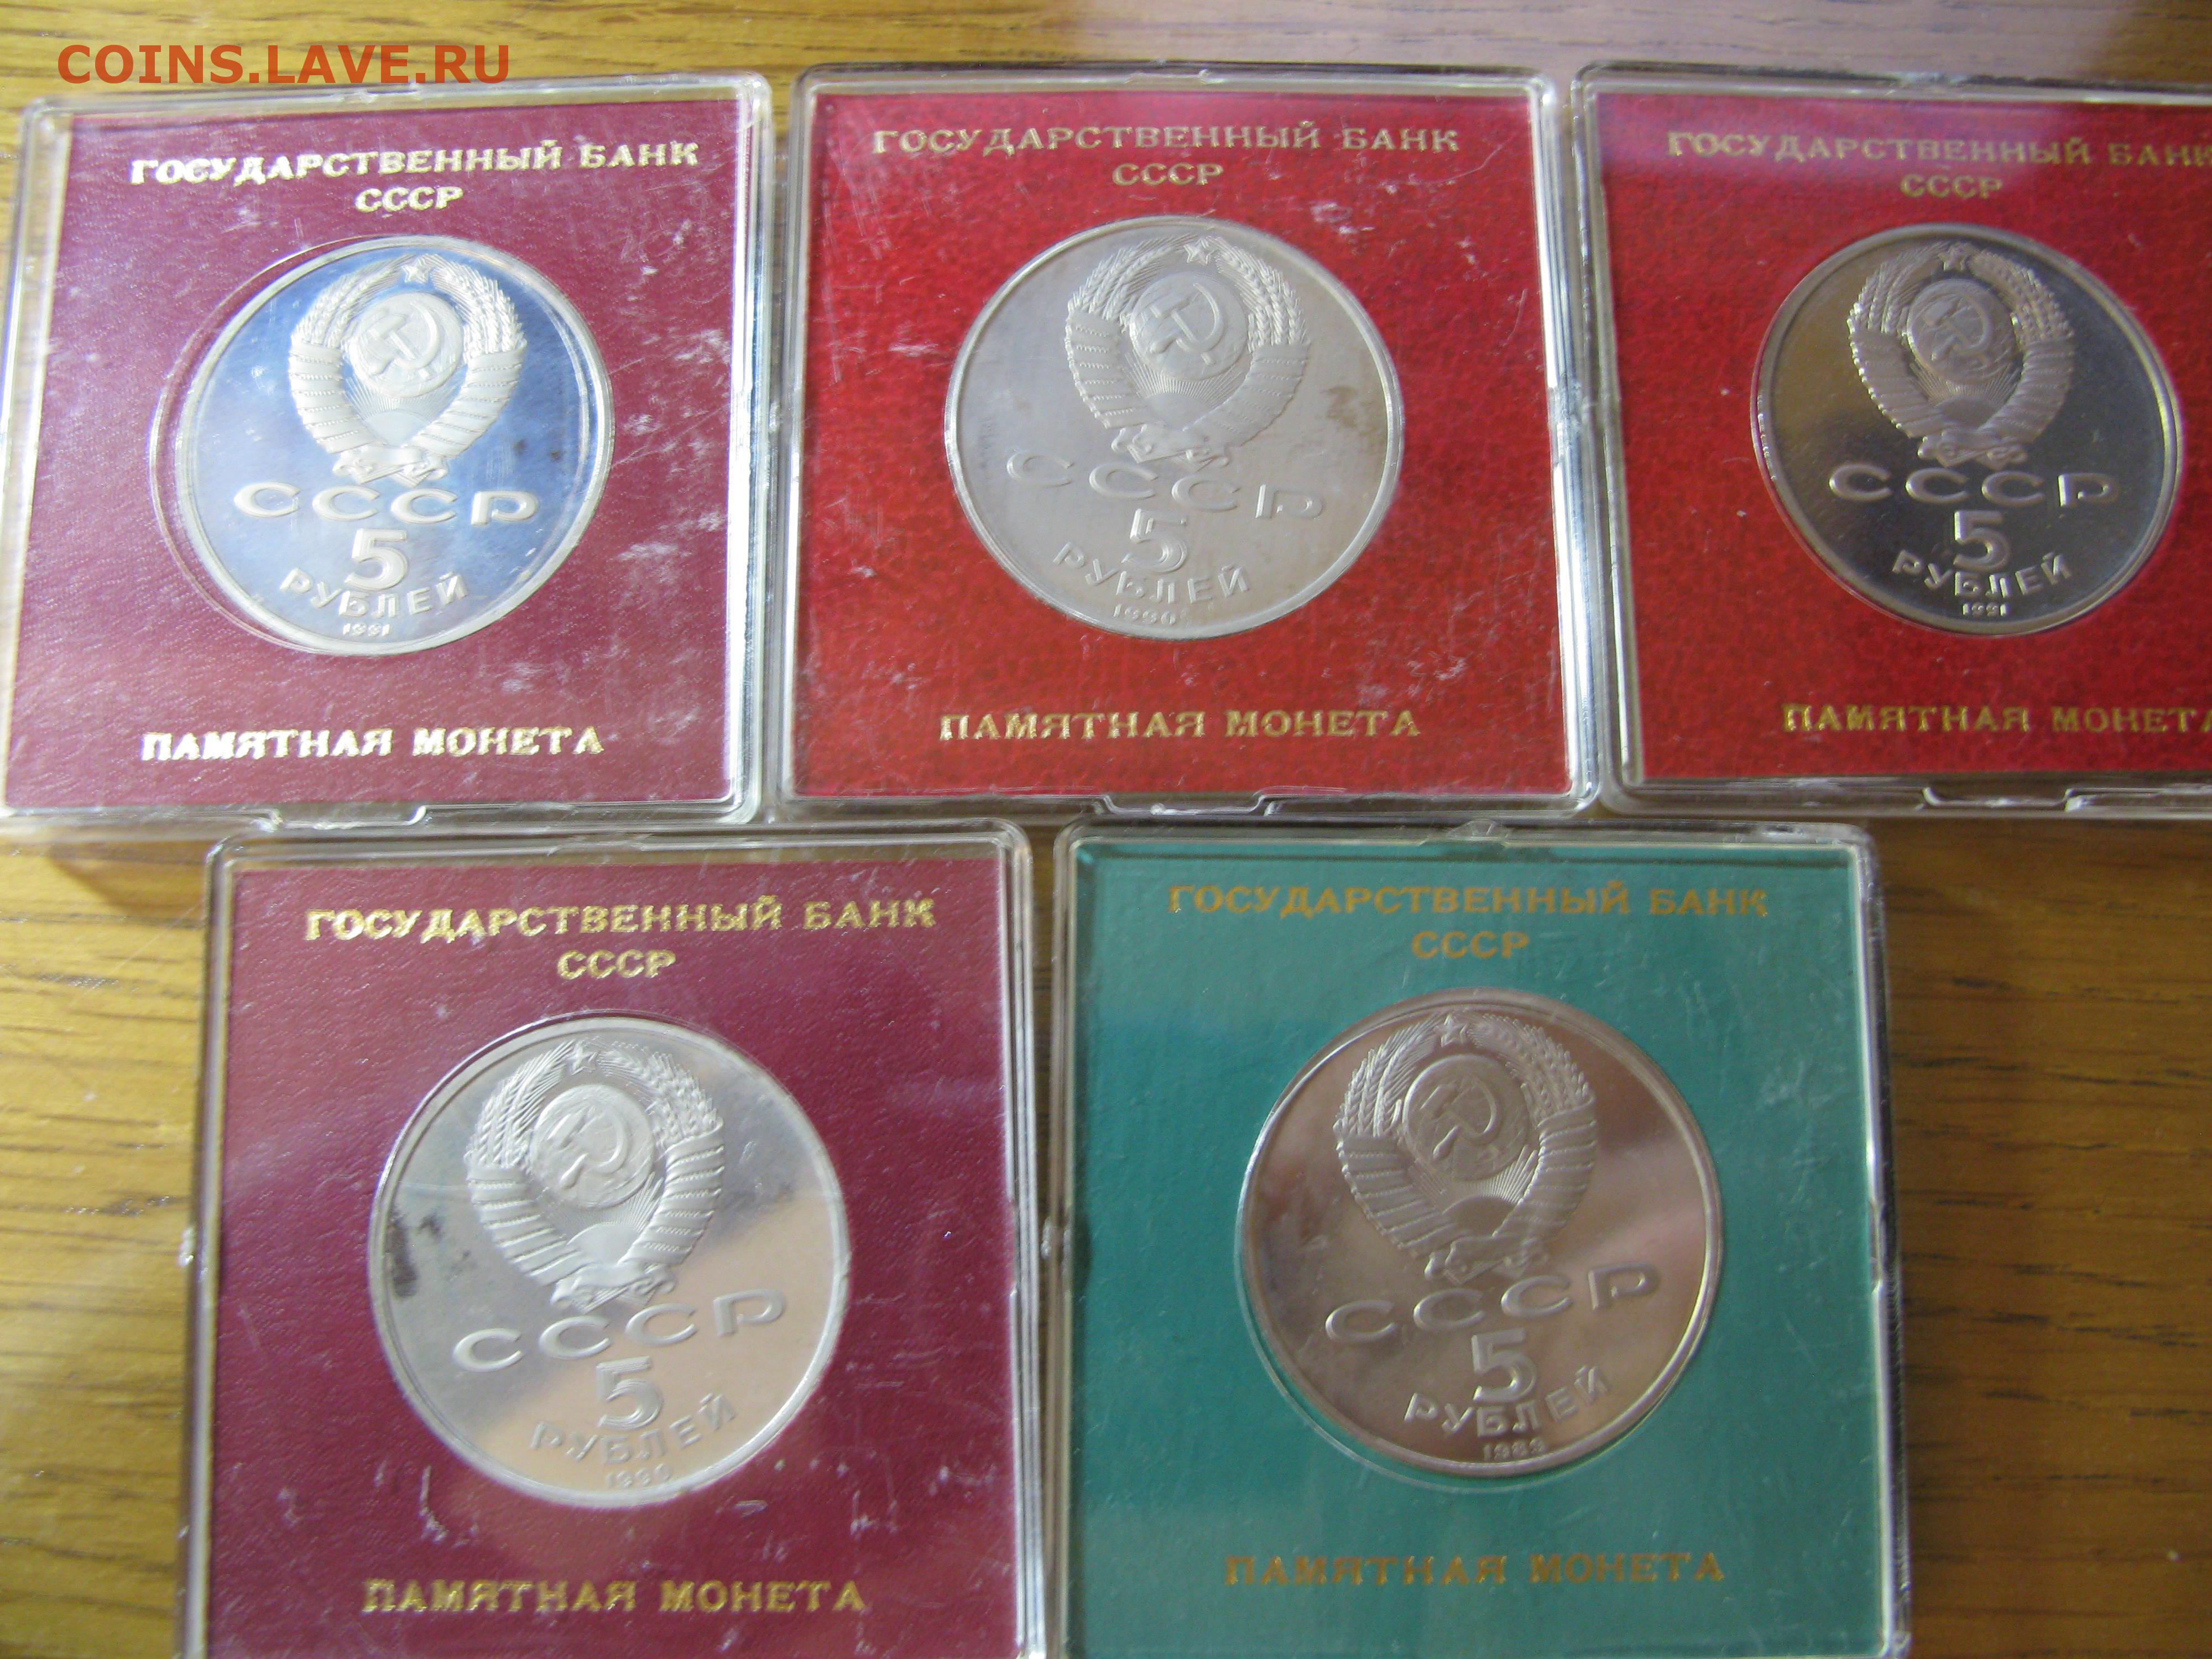 COINS.LAVE.RU
ГОСУДАРСТВЕННЫЙ БАНК
СССР
СССР
5
РУБЛЕЙ
1991
ПАМЯТНАЯ МОНЕТА
ГОСУДАРСТВЕННЫЙ БАНК
СССР
СССР
5
РУБЛЕЙ
1990
ПАМЯТНАЯ МОНЕТА
ГОСУДАРСТВЕННЫЙ БАНК
СССР
СССР
5
РУБЛЕЙ
1991
ПАМЯТНАЯ МОНЕТА
ГОСУДАРСТВЕННЫЙ БАНК
СССР
СССР
5
РУБЛЕЙ
1990
ПАМЯТНАЯ МОНЕТА
ГОСУДАРСТВЕННЫЙ БАНК
СССР
СССР
5
РУБЛЕЙ
1989
ПАМЯТНАЯ МОНЕТА